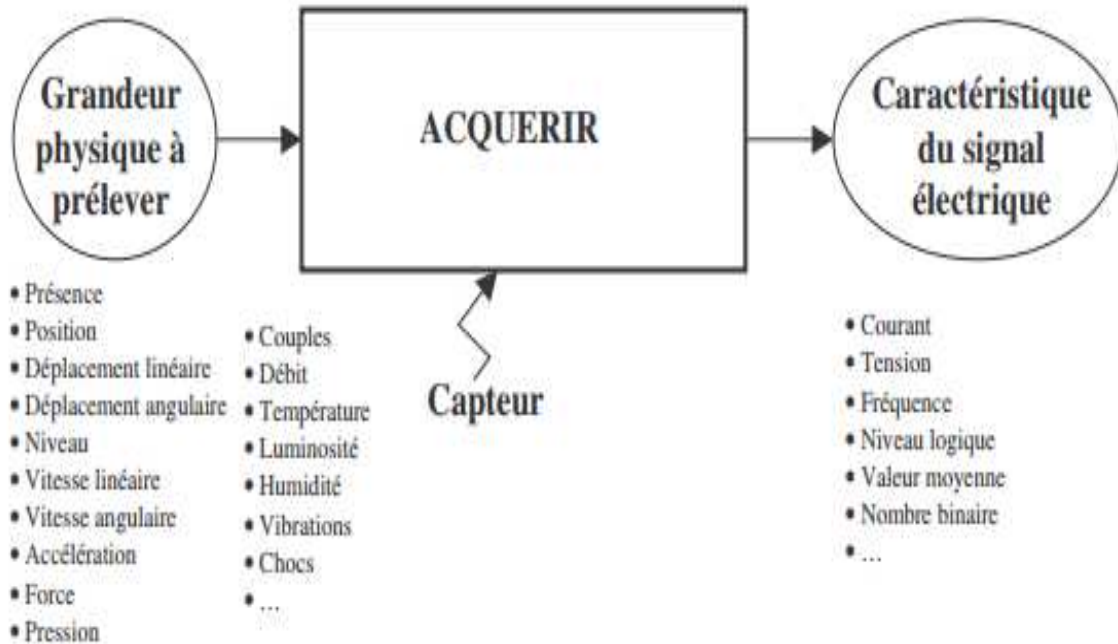 Grandeur
physique à
prélever
ACQUERIR
Caractéristique
du signal
électrique
• Présence
• Position
• Déplacement linéaire
• Déplacement angulaire
• Niveau
• Vitesse linéaire
• Vitesse angulaire
• Accélération
• Force
• Pression
• Couples
• Débit
• Température
• Luminosité
• Humidité
• Vibrations
• Chocs
• ...
Capteur
• Courant
• Tension
• Fréquence
• Niveau logique
• Valeur moyenne
• Nombre binaire
• ...